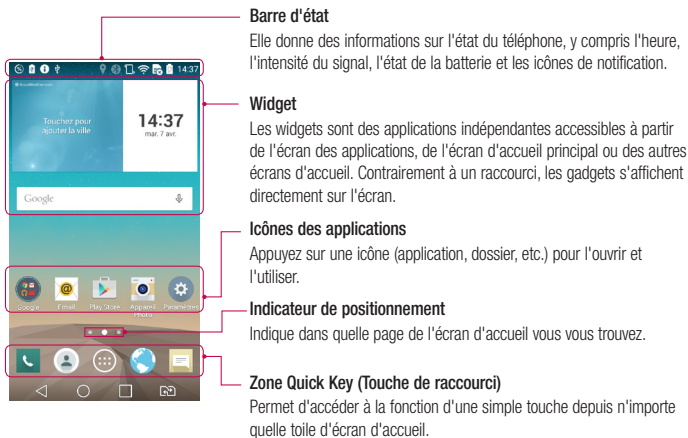 Barre d'état
Elle donne des informations sur l'état du téléphone, y compris l'heure,
l'intensité du signal, l'état de la batterie et les icônes de notification.
14:37
Touchez pour
ajouter la ville
14:37
mar. 7 avr.
Google
Widget
Les widgets sont des applications indépendantes accessibles à partir
de l'écran des applications, de l'écran d'accueil principal ou des autres
écrans d'accueil. Contrairement à un raccourci, les gadgets s'affichent
directement sur l'écran.
Icônes des applications
Appuyez sur une icône (application, dossier, etc.) pour l'ouvrir et
l'utiliser.
Google Email Play Store Appareil Photo Paramètres
Indicateur de positionnement
Indique dans quelle page de l'écran d'accueil vous vous trouvez.
Zone Quick Key (Touche de raccourci)
Permet d'accéder à la fonction d'une simple touche depuis n'importe
quelle toile d'écran d'accueil.